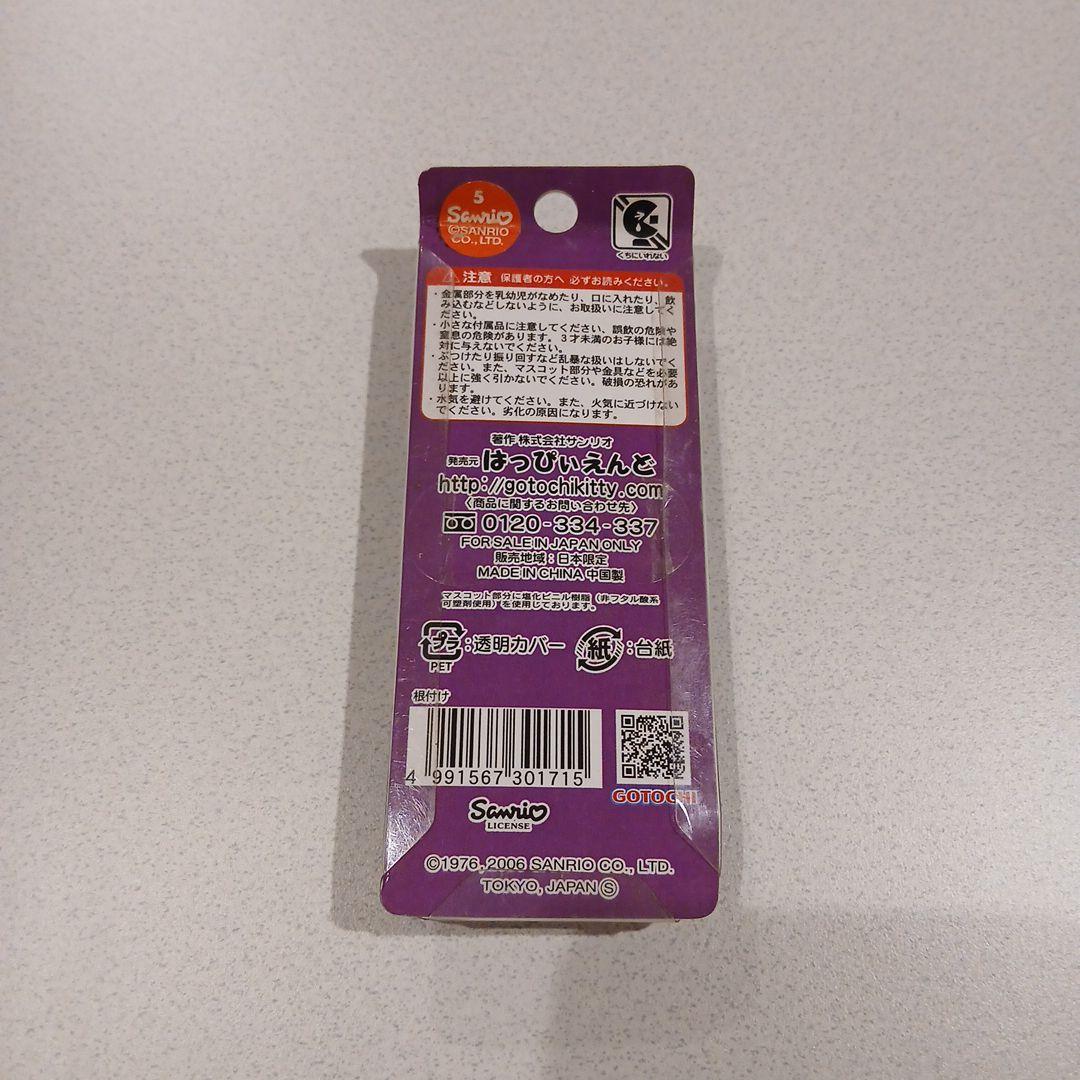 5
Sanrio
©SANRIO
CO., LTD.
くちにいれない
注意 保護者の方へ 必ずお読みください。
・金属部分を乳幼児がなめたり、口に入れたり、飲
み込むなどしないように、お取扱いに注意してく
ださい。
・小さな付属品に注意してください、誤飲の危険や
窒息の危険があります。3才未満のお子様には絶
対に与えないでください。
・ぶつけたり振り回すなど乱暴な扱いはしないでく
ださい。また、マスコット部分や金具などを必要
以上に強く引かないでください。破損の恐れがあ
ります。
・水気を避けてください。また、火気に近づけない
でください。劣化の原因になります。
著作 株式会社サンリオ
発売元 はっぴぃえんど
http://gotochikitty.com
〈商品に関するお問い合わせ先〉
0120-334-337
FOR SALE IN JAPAN ONLY
販売地域:日本限定
MADE IN CHINA 中国製
マスコット部分に塩化ビニル樹脂(非フタル酸系
可塑剤使用)を使用しております。
プラ:透明カバー 紙:台紙
PET
根付け
4 991567 301715
GOTOCHI
Sanrio
LICENSE
©1976, 2006 SANRIO CO., LTD.
TOKYO, JAPAN Ⓢ